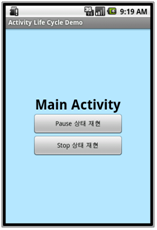 9:19 AM
Activity Life Cycle Demo
Main Activity
Pause 상태 재현
Stop 상태 재현